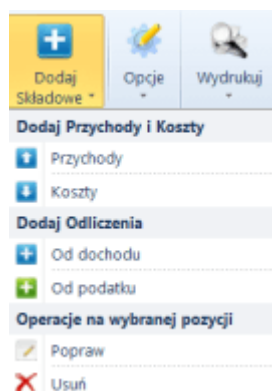 Dodaj Składowe
Opcje
Wydrukuj
Dodaj Przychody i Koszty
Przychody
Koszty
Dodaj Odliczenia
Od dochodu
Od podatku
Operacje na wybranej pozycji
Popraw
Usuń